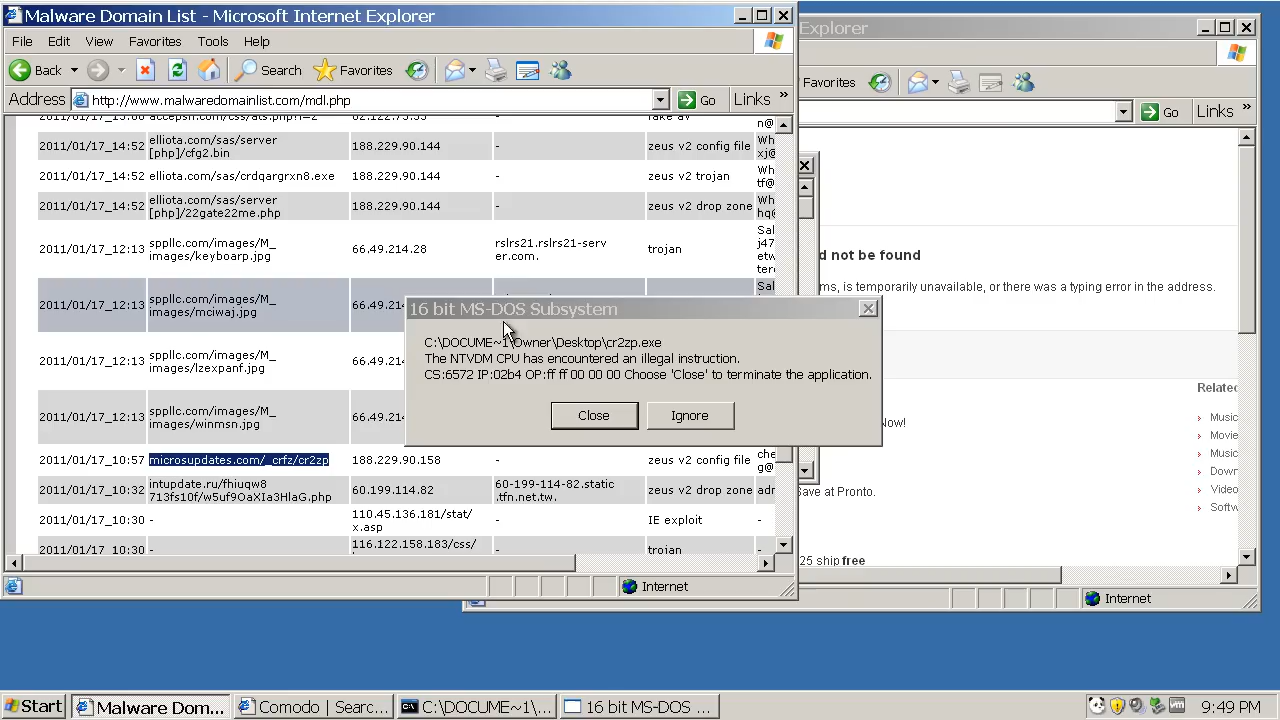 Malware Domain List - Microsoft Internet Explorer
Explorer
File Edit View Favorites Tools Help
Back Search Favorites
Favorites
Address http://www.malwaredomainlist.com/mdl.php Go Links »
Go Links »
elliota.com/sas/server
2011/01/17_14:52 [php]/cfg2.bin 188.229.90.144 - zeus v2 config file
2011/01/17_14:52 elliota.com/sas/crdqargrxn8.exe 188.229.90.144 - zeus v2 trojan
elliota.com/sas/server
2011/01/17_14:52 [php]/22gate22me.php 188.229.90.144 - zeus v2 drop zone
2011/01/17_12:13 sppllc.com/images/M_
images/keyboarp.jpg 66.49.214.28 rslrs21.rslrs21-serv
er.com. trojan
2011/01/17_12:13 sppllc.com/images/M_
images/mciwaj.jpg 66.49.21
2011/01/17_12:13 sppllc.com/images/M_
images/lzexpanf.jpg 66.49
2011/01/17_12:13 sppllc.com/images/M_
images/winmsn.jpg 66.49
2011/01/17_10:57 microsupdates.com/_crfz/cr2zp 188.229.90.158 - zeus v2 config file
2011/01/17_10:32 intupdate.ru/fhiuqw8
713fs10f/w5uf9OaXIa3HlaG.php 60.199.114.82 60-199-114-82.static
.tfn.net.tw. zeus v2 drop zone
2011/01/17_10:30 - 110.45.136.181/stat/
x.asp - IE exploit -
2011/01/17_10:30 - 116.122.158.183/css/ trojan
16 bit MS-DOS Subsystem
C:\DOCUME~1\Owner\Desktop\cr2zp.exe
The NTVDM CPU has encountered an illegal instruction.
CS:6572 IP:02b4 OP:ff ff 00 00 00 Choose 'Close' to terminate the application.
Close Ignore
d not be found
ms, is temporarily unavailable, or there was a typing error in the address.
Related
Now!
Music
Movie
Music
Down
Video
Softw
Save at Pronto.
25 ship free
Internet
Internet
Start Malware Dom... Comodo | Searc... C:\DOCUME~1\... 16 bit MS-DOS ... 9:49 PM